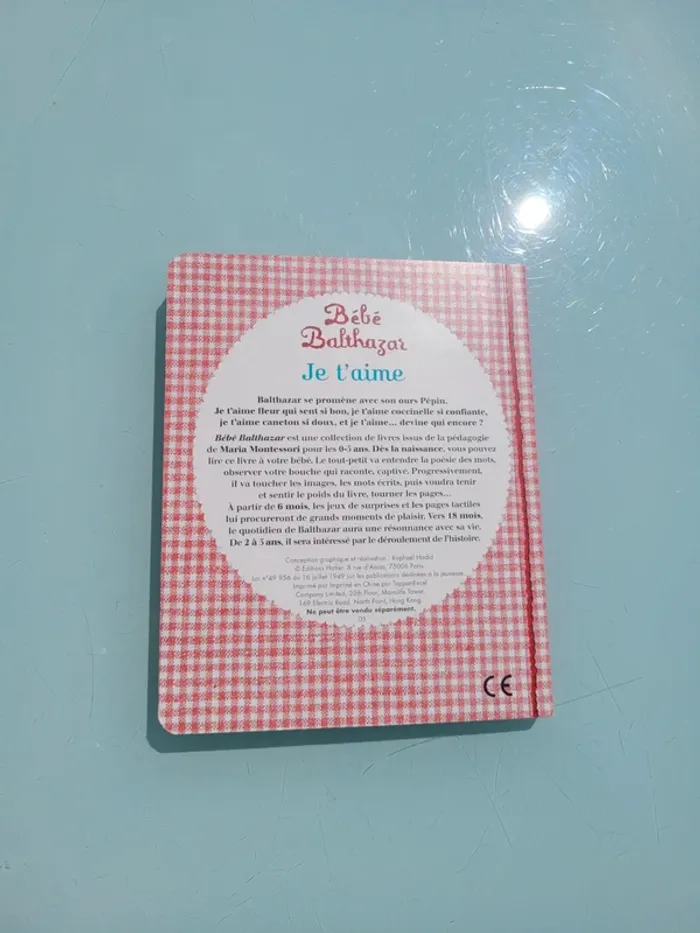 Bébé
Balthazar
Je t'aime
Balthazar se promène avec son ours Pépin.
Je t'aime fleur qui sent si bon, je t'aime coccinelle si confiante,
je t'aime caneton si doux, et je t'aime... devine qui encore ?
Bébé Balthazar est une collection de livres issus de la pédagogie
de Maria Montessori pour les 0-3 ans. Dès la naissance, vous pouvez
lire ce livre à votre bébé. Le tout-petit va entendre la poésie des mots,
observer votre bouche qui raconte, captivé. Progressivement,
il va toucher les images, les mots écrits, puis voudra tenir
et sentir le poids du livre, tourner les pages...
À partir de 6 mois, les jeux de surprises et les pages tactiles
lui procureront de grands moments de plaisir. Vers 18 mois,
le quotidien de Balthazar aura une résonnance avec sa vie.
De 2 à 3 ans, il sera intéressé par le déroulement de l'histoire.
Conception graphique et réalisation : Raphaël Hadid
© Éditions Hatier, 8 rue d'Assas, 75006 Paris.
Loi n°49 956 du 16 juillet 1949 sur les publications destinées à la jeunesse.
Imprimé par Imprimé en Chine par ToppanExcel
Company Limited, 20th Floor, Manulife Tower,
169 Electric Road, North Point, Hong Kong.
Ne peut être vendu séparément.
CE